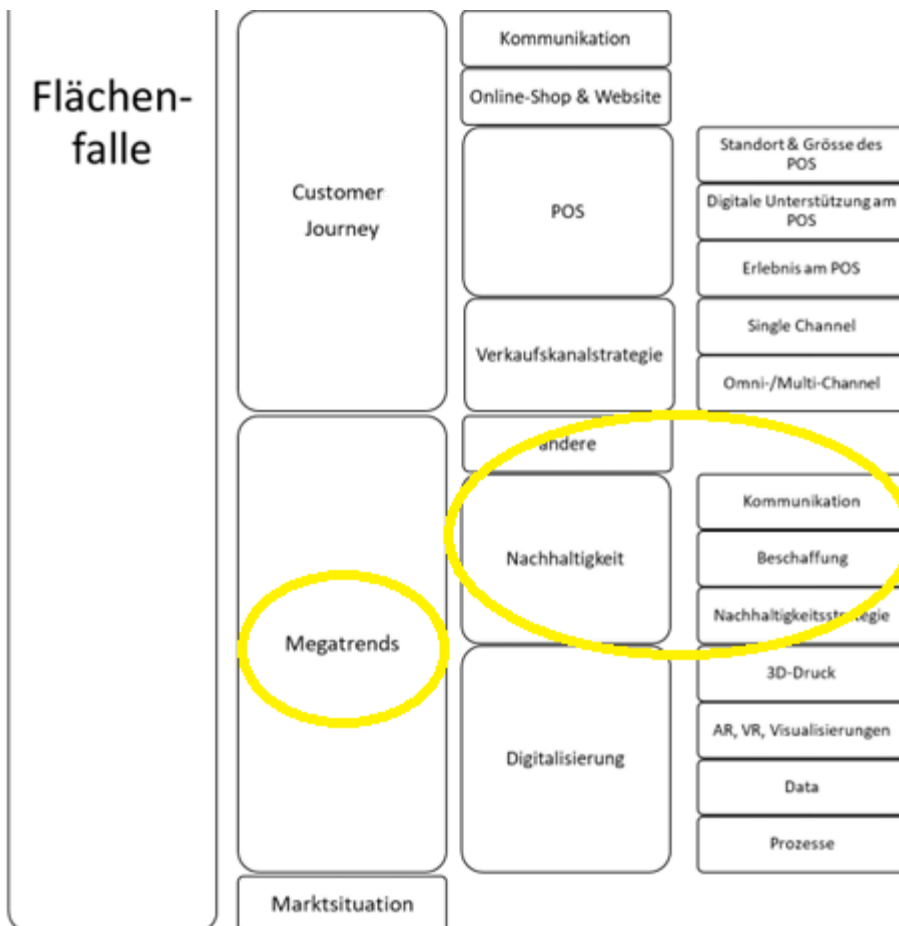 Flächen-
falle
Customer
Journey
Kommunikation
Online-Shop & Website
POS
Standort & Grösse des
POS
Digitale Unterstützung am
POS
Erlebnis am POS
Verkaufskanalstrategie
Single Channel
Omni-/Multi-Channel
Megatrends
andere
Nachhaltigkeit
Kommunikation
Beschaffung
Nachhaltigkeitsstrategie
Digitalisierung
3D-Druck
AR, VR, Visualisierungen
Data
Prozesse
Marktsituation